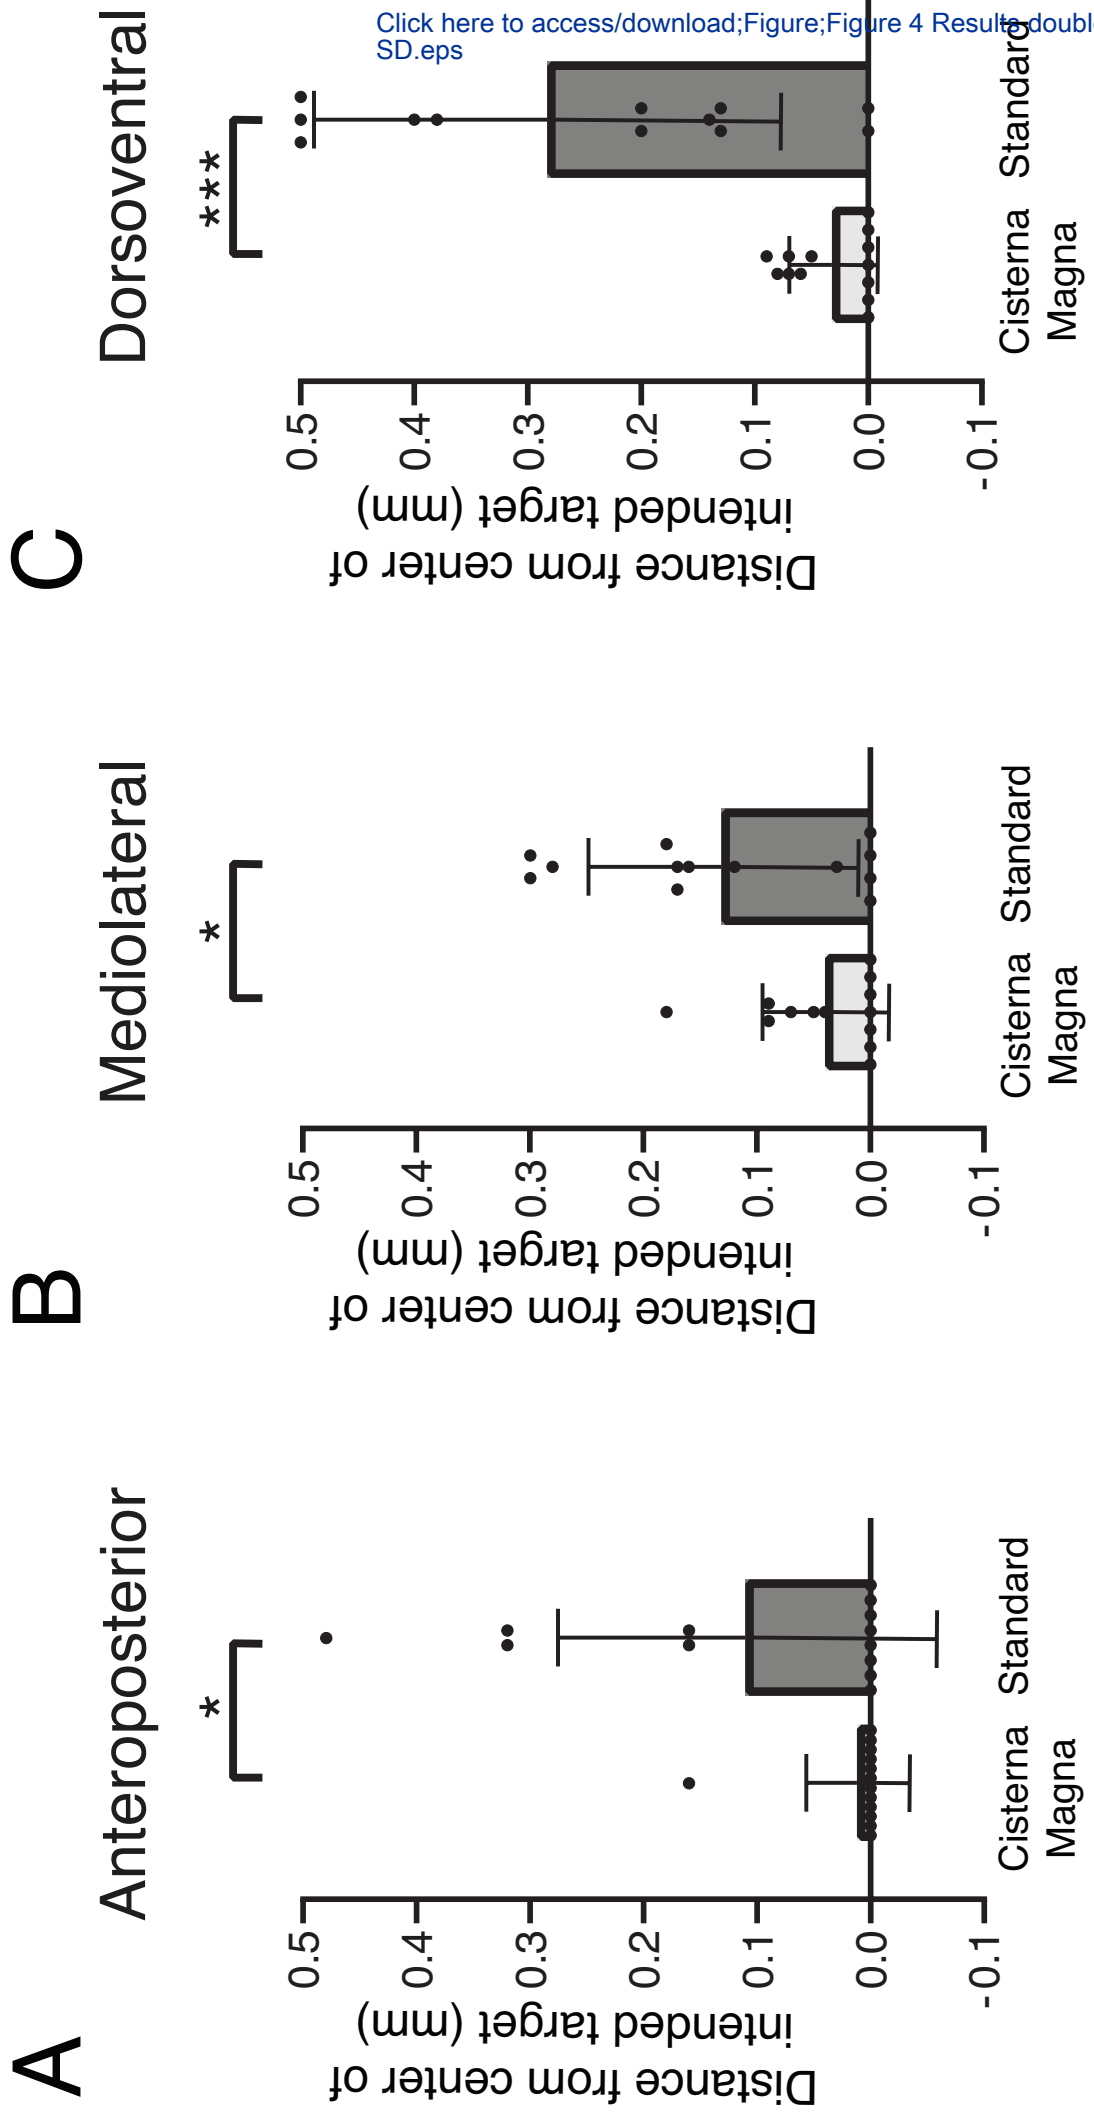 Click here to access/download;Figure;Figure 4 Results doubl
SD.eps
A
Anteroposterior
*
Distance from center of
intended target (mm)
0.5
0.4
0.3
0.2
0.1
0.0
-0.1
Cisterna
Magna
Standard
B
Mediolateral
*
Distance from center of
intended target (mm)
0.5
0.4
0.3
0.2
0.1
0.0
-0.1
Cisterna
Magna
Standard
C
Dorsoventral
***
Distance from center of
intended target (mm)
0.5
0.4
0.3
0.2
0.1
0.0
-0.1
Cisterna
Magna
Standard